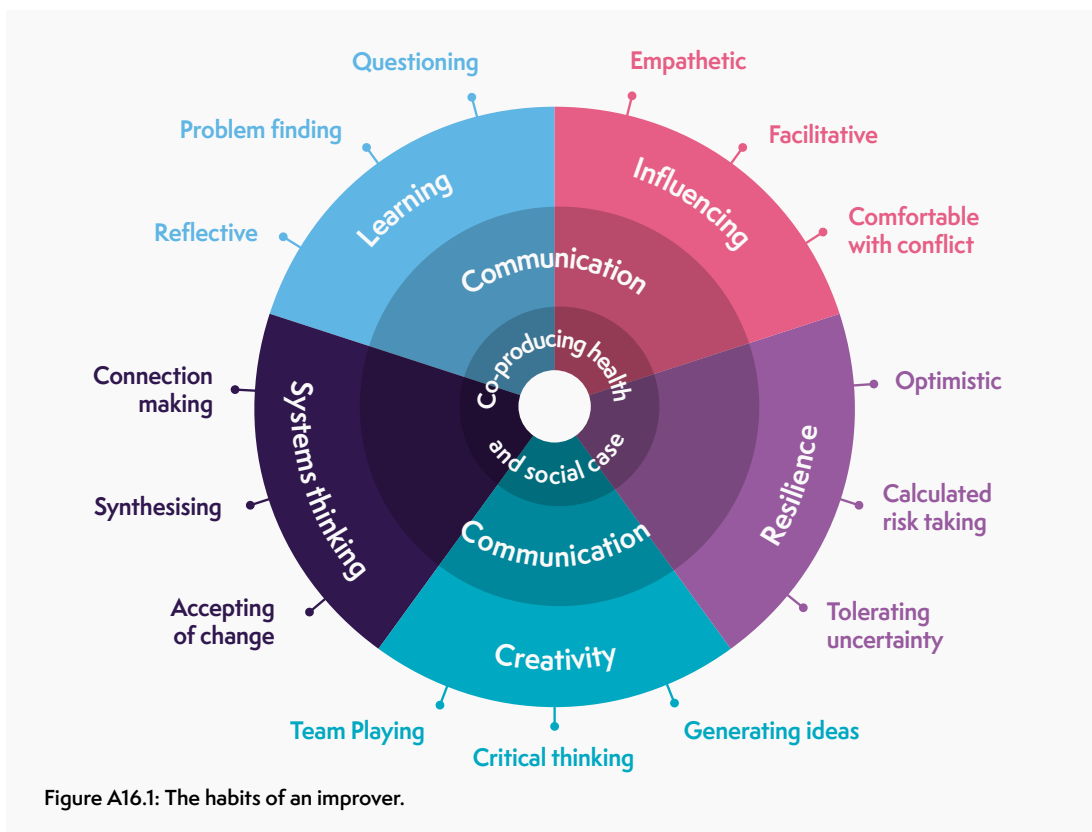 Questioning
Problem finding
Reflective
Empathetic
Facilitative
Comfortable
with conflict
Learning
Influencing
Communication
Co-producing health
and social case
Communication
Connection
making
Synthesising
Accepting
of change
Systems thinking
Resilience
Optimistic
Calculated
risk taking
Tolerating
uncertainty
Creativity
Team Playing
Critical thinking
Generating ideas
Figure A16.1: The habits of an improver.